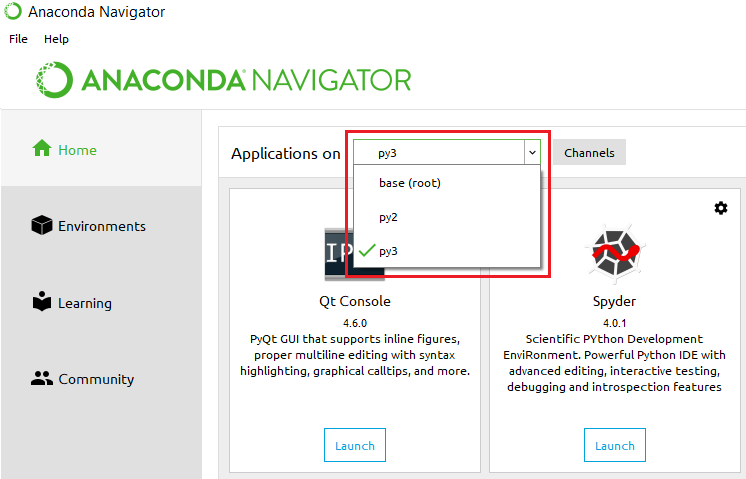 Anaconda Navigator
File Help
ANACONDA NAVIGATOR
Home
Environments
Learning
Community
Applications on py3 Channels
base (root)
py2
py3
IP
Qt Console
4.6.0
PyQt GUI that supports inline figures,
proper multiline editing with syntax
highlighting, graphical calltips, and more.
Launch
Spyder
4.0.1
Scientific PYthon Development
EnviRonment. Powerful Python IDE with
advanced editing, interactive testing,
debugging and introspection features
Launch